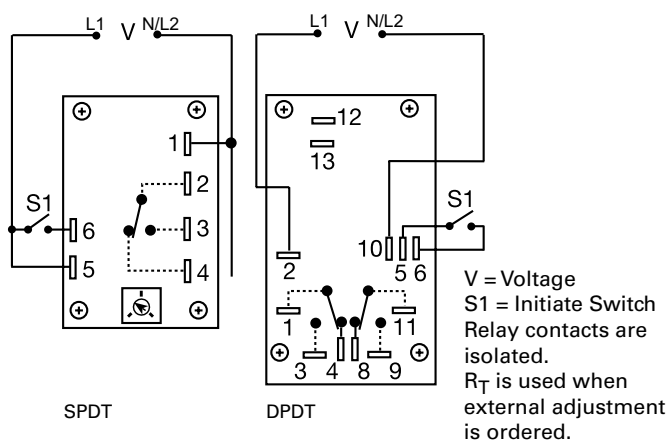 L1 V N/L2
L1 V N/L2
1
2
3
4
S1
6
5
12
13
S1
10
5 6
2
1
11
3
4
8
9
V = Voltage
S1 = Initiate Switch
Relay contacts are
isolated.
RT is used when
external adjustment
is ordered.
SPDT
DPDT